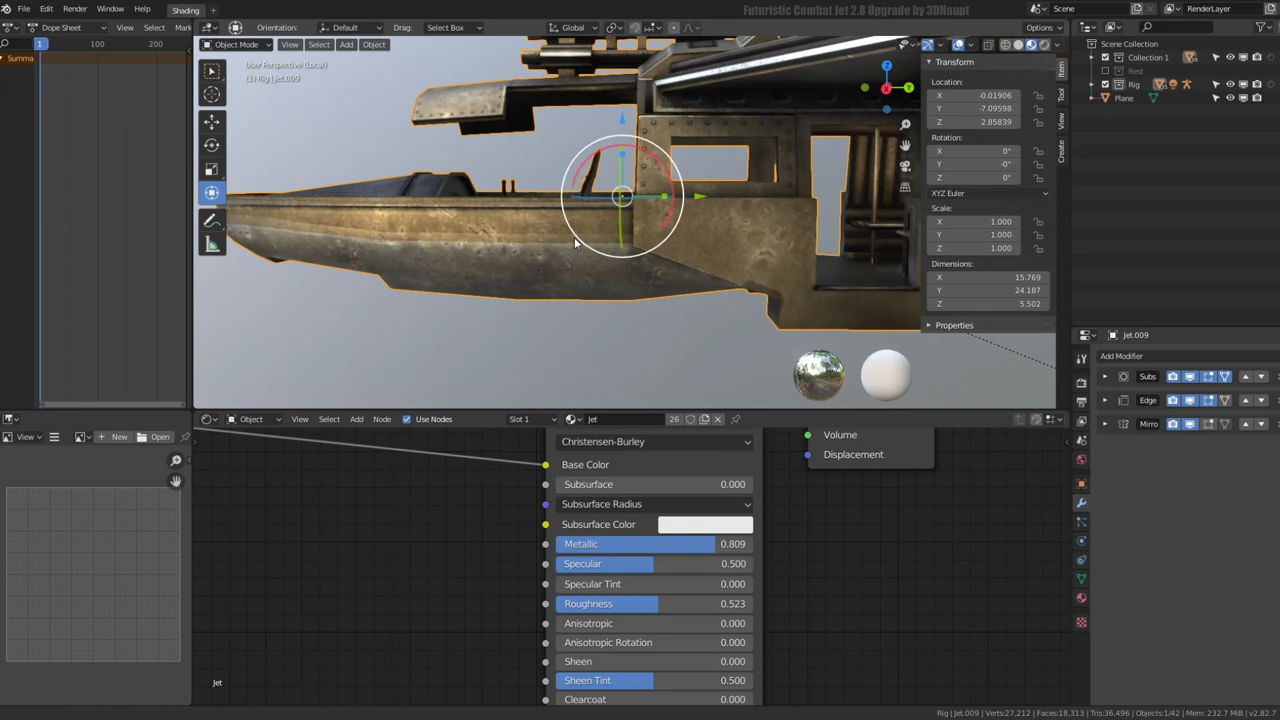 File Edit Render Window Help Shading
Futuristic Combat Jet 2.8 Upgrade by 3DHaupt
Scene RenderLayer
Dope Sheet View Select Mark
Orientation: Default Drag: Select Box Global Options
1 100 200
Summa
Object Mode View Select Add Object
User Perspective (Local)
(1) Rig | Jet.009
Transform
Location:
X -0.01906
Y -7.09598
Z 2.85839
Rotation:
X 0°
Y -0°
Z 0°
XYZ Euler
Scale:
X 1.000
Y 1.000
Z 1.000
Dimensions:
X 15.769
Y 24.187
Z 5.502
Properties
Item
Tool
View
Create
Z
Y
X
Scene Collection
Collection 1
Rest
Rig
Plane
Jet.009
Add Modifier
Subs
Edge
Mirro
Object View Select Add Node Use Nodes Slot 1 Jet 26
View New Open
Christensen-Burley
Base Color
Subsurface 0.000
Subsurface Radius
Subsurface Color
Metallic 0.809
Specular 0.500
Specular Tint 0.000
Roughness 0.523
Anisotropic 0.000
Anisotropic Rotation 0.000
Sheen 0.000
Sheen Tint 0.500
Clearcoat 0.000
Volume
Displacement
Jet
Rig | Jet.009 | Verts:27,212 | Faces:18,313 | Tris:36,496 | Objects:1/42 | Mem: 232.7 MiB | v2.82.7